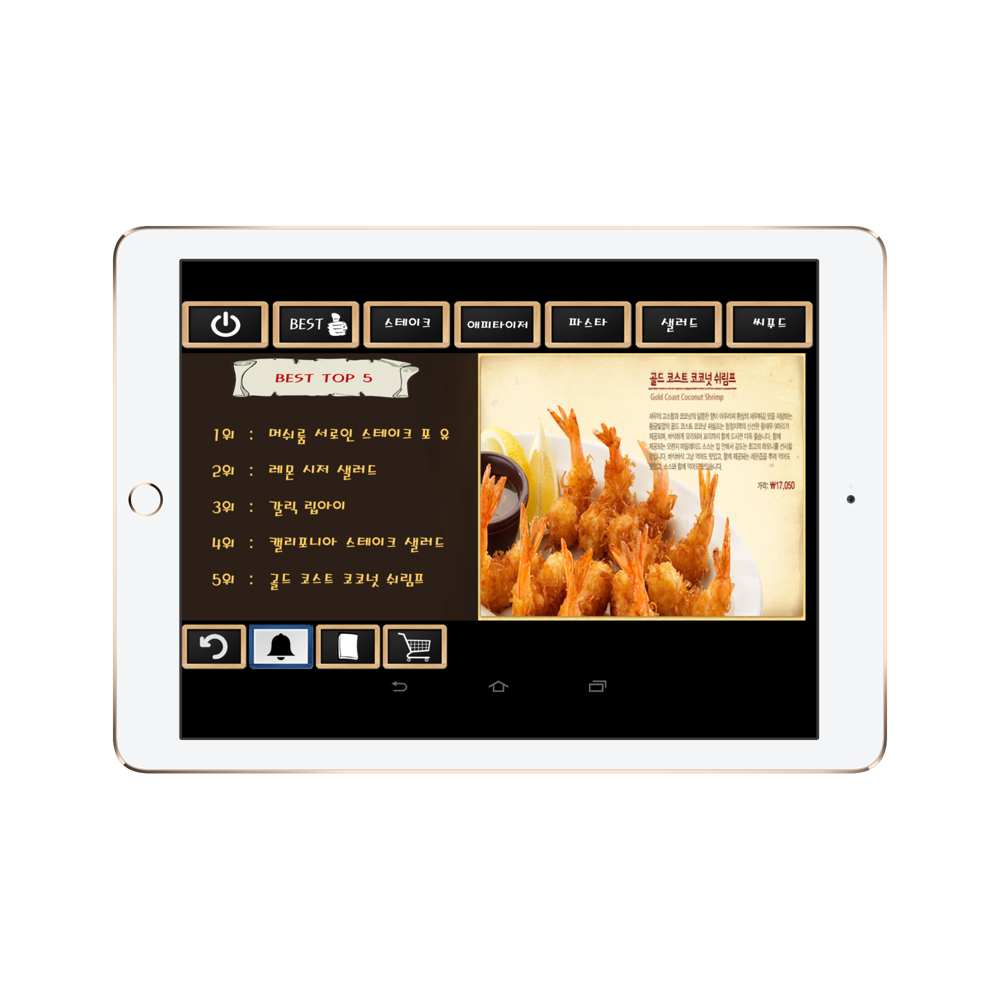 BEST
스테이크
애피타이저
파스타
샐러드
씨푸드
BEST TOP 5
1위 : 머쉬룸 서로인 스테이크 포 유
2위 : 레몬 시저 샐러드
3위 : 갈릭 립아이
4위 : 캘리포니아 스테이크 샐러드
5위 : 골드 코스트 코코넛 쉬림프
골드 코스트 코코넛 쉬림프
Gold Coast Coconut Shrimp
새우의 고소함과 코코넛의 달콤한 향이 어우러져 환상의 새우튀김 맛을 자랑하는
황금빛깔의 골드 코스트 코코넛 쉬림프는 청정지역의 신선한 왕새우 9마리가
제공되며, 바삭하게 요리되어 꼬리까지 함께 드시면 더욱 좋습니다. 함께
제공되는 오렌지 마말레이드 소스는 입 안에서 감도는 최고의 하모니를 선사할
것입니다. 바삭바삭 그냥 먹어도 맛있고, 함께 제공되는 레몬즙을 뿌려 먹어도
맛있고, 소스와 함께 먹어도 맛있습니다.
가격: ₩17,050